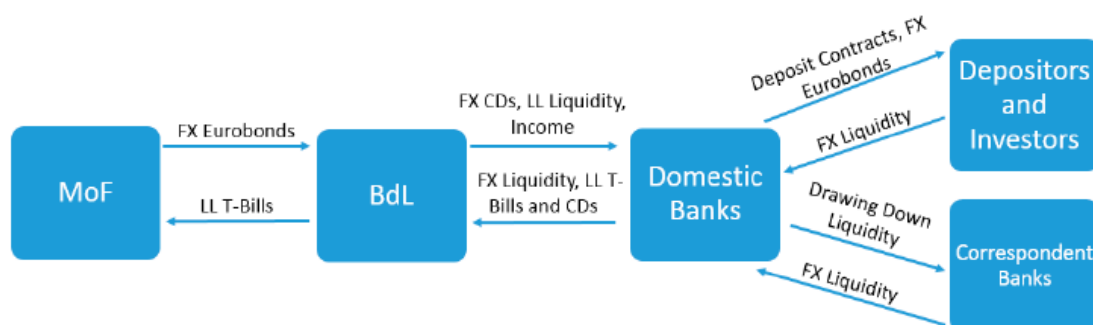 MoF
FX Eurobonds
LL T-Bills
BdL
FX CDs, LL Liquidity,
Income
FX Liquidity, LL T-
Bills and CDs
Domestic
Banks
Deposit Contracts, FX
Eurobonds
FX Liquidity
Depositors
and
Investors
Drawing Down
Liquidity
FX Liquidity
Correspondent
Banks